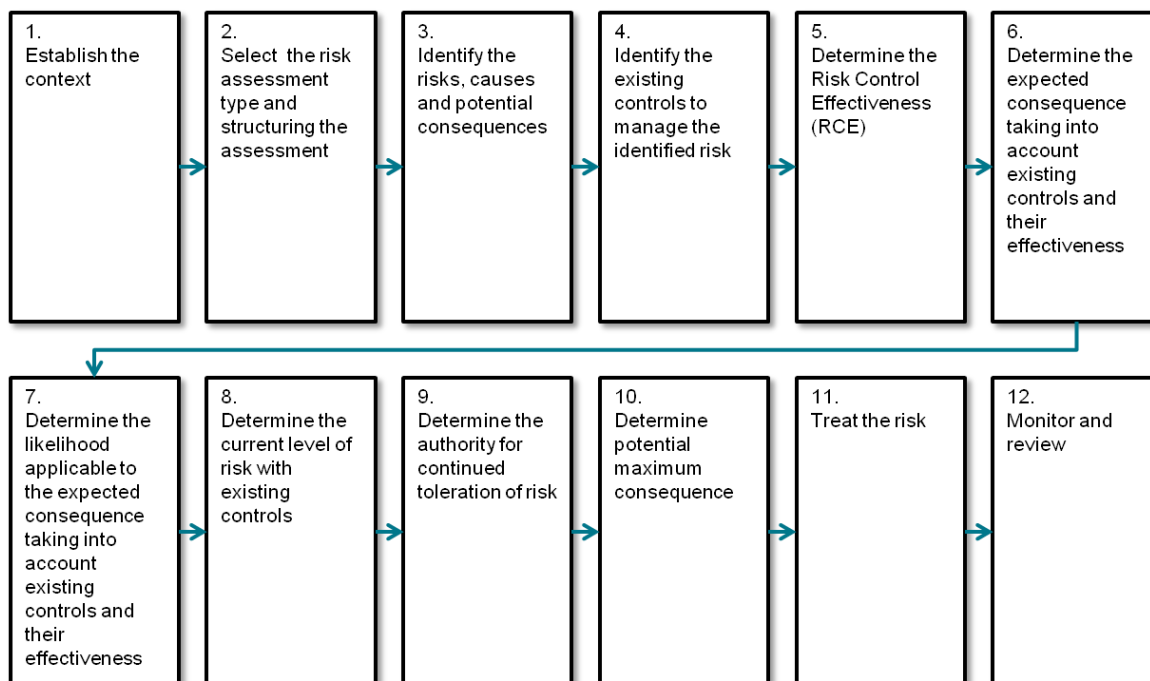 1.
Establish the
context
2.
Select the risk
assessment
type and
structuring the
assessment
3.
Identify the
risks, causes
and potential
consequences
4.
Identify the
existing
controls to
manage the
identified risk
5.
Determine the
Risk Control
Effectiveness
(RCE)
6.
Determine the
expected
consequence
taking into
account
existing
controls and
their
effectiveness
7.
Determine the
likelihood
applicable to
the expected
consequence
taking into
account
existing
controls and
their
effectiveness
8.
Determine the
current level of
risk with
existing
controls
9.
Determine the
authority for
continued
toleration of risk
10.
Determine
potential
maximum
consequence
11.
Treat the risk
12.
Monitor and
review